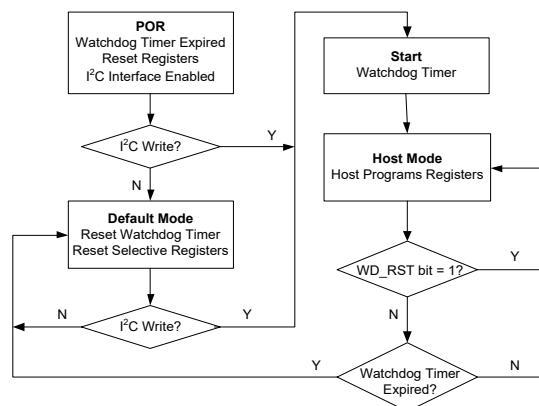 POR
Watchdog Timer Expired
Reset Registers
I²C Interface Enabled
I²C Write?
Y
N
Default Mode
Reset Watchdog Timer
Reset Selective Registers
I²C Write?
N
Y
Start
Watchdog Timer
Host Mode
Host Programs Registers
WD_RST bit = 1?
Y
N
Watchdog Timer
Expired?
Y
N